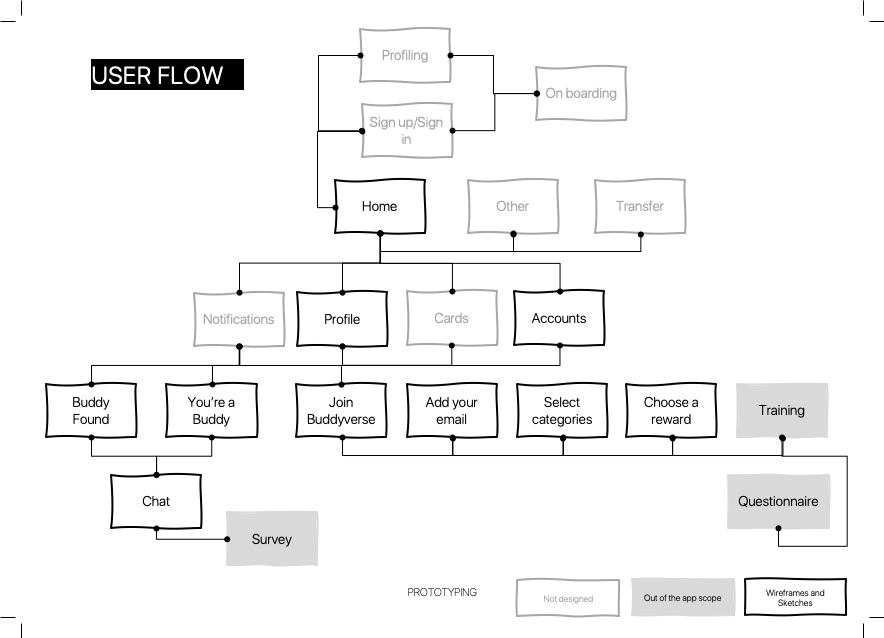 Profiling
USER FLOW
On boarding
Sign up/Sign
in
Home
Other
Transfer
Notifications
Profile
Cards
Accounts
Buddy
Found
You’re a
Buddy
Join
Buddyverse
Add your
email
Select
categories
Choose a
reward
Training
Chat
Questionnaire
Survey
PROTOTYPING
Not designed
Out of the app scope
Wireframes and
Sketches